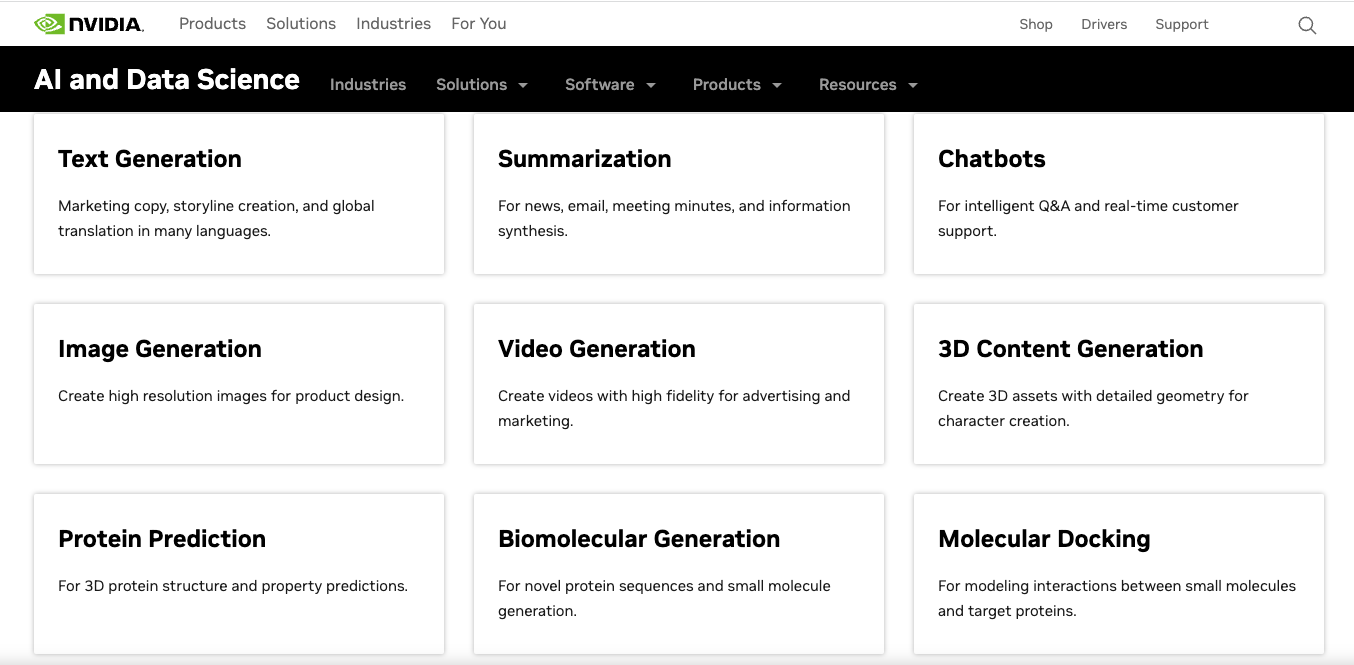 NVIDIA. Products Solutions Industries For You Shop Drivers Support
AI and Data Science Industries Solutions Software Products Resources
Text Generation
Marketing copy, storyline creation, and global
translation in many languages.
Summarization
For news, email, meeting minutes, and information
synthesis.
Chatbots
For intelligent Q&A and real-time customer
support.
Image Generation
Create high resolution images for product design.
Video Generation
Create videos with high fidelity for advertising and
marketing.
3D Content Generation
Create 3D assets with detailed geometry for
character creation.
Protein Prediction
For 3D protein structure and property predictions.
Biomolecular Generation
For novel protein sequences and small molecule
generation.
Molecular Docking
For modeling interactions between small molecules
and target proteins.